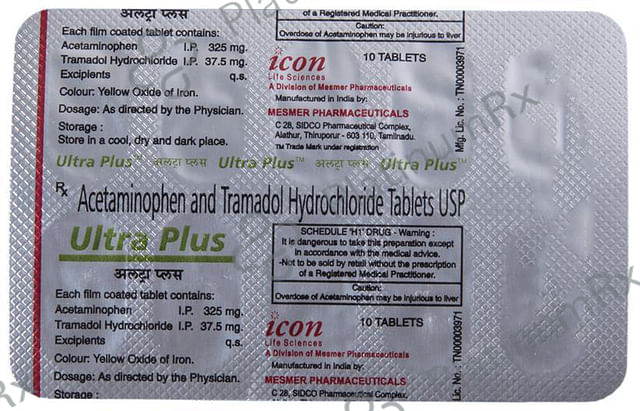 अलट्रा प्लस
Each film coated tablet contains:
Acetaminophen I.P. 325 mg.
Tramadol Hydrochloride I.P. 37.5 mg.
Excipients q.s.
Colour: Yellow Oxide of Iron.
Dosage: As directed by the Physician.
Storage :
Store in a cool, dry and dark place.
of a Registered Medical Practitioner.
Caution:
Overdose of Acetaminophen may be injurious to liver
icon
Life Sciences
10 TABLETS
A Division of Mesmer Pharmaceuticals
Manufactured in India by:
MESMER PHARMACEUTICALS
C 28, SIDCO Pharmaceutical Complex,
Alathur, Thiruporur - 603 110, Tamilnadu.
TM Trade Mark under registration
Mfg. Lic. No. : TN00003971
Ultra Plus™ अलट्रा प्लस Ultra Plus™ अलट्रा प्लस Ultra Plus™
Rx Acetaminophen and Tramadol Hydrochloride Tablets USP
Ultra Plus
अलट्रा प्लस
Each film coated tablet contains:
Acetaminophen I.P. 325 mg.
Tramadol Hydrochloride I.P. 37.5 mg.
Excipients q.s.
Colour: Yellow Oxide of Iron.
Dosage: As directed by the Physician.
Storage :
SCHEDULE 'H1' DRUG - Warning :
It is dangerous to take this preparation except
in accordance with the medical advice.
-Not to be sold by retail without the prescription
of a Registered Medical Practitioner.
Caution:
Overdose of Acetaminophen may be injurious to liver
icon
Life Sciences
10 TABLETS
A Division of Mesmer Pharmaceuticals
Manufactured in India by:
MESMER PHARMACEUTICALS
C 28, SIDCO Pharmaceutical Complex,
Lic. No. : TN00003971